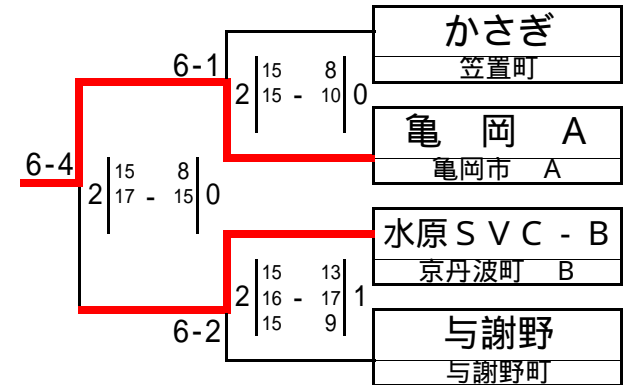 かさぎ
笠置町
6-1
15 8
2 15 - 10 0
亀 岡 A
亀岡市 A
6-4
15 8
2 17 - 15 0
水原SVC-B
京丹波町 B
15 13
2 16 - 17 1
15 9
6-2
与謝野
与謝野町